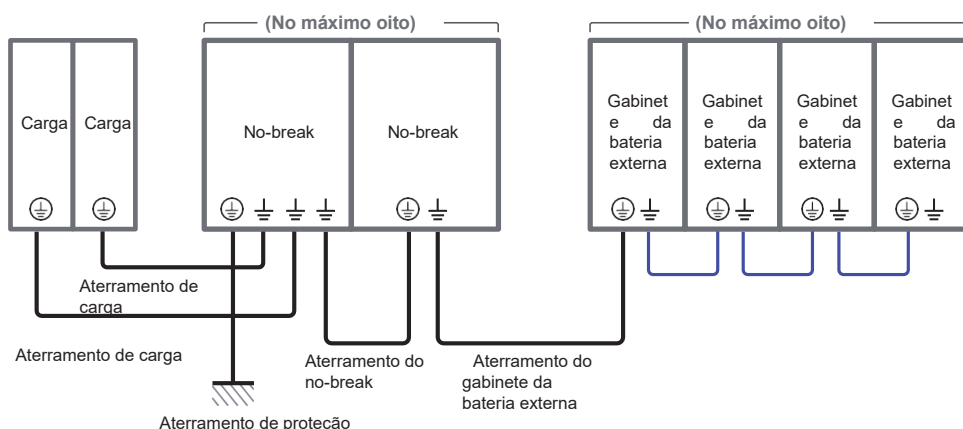 (No máximo oito)
(No máximo oito)
Carga
Carga
No-break
No-break
Gabinet
e da
bateria
externa
Gabinet
e da
bateria
externa
Gabinet
e da
bateria
externa
Gabinet
e da
bateria
externa
Aterramento de
carga
Aterramento de carga
Aterramento do
no-break
Aterramento do
gabinete da
bateria externa
Aterramento de proteção